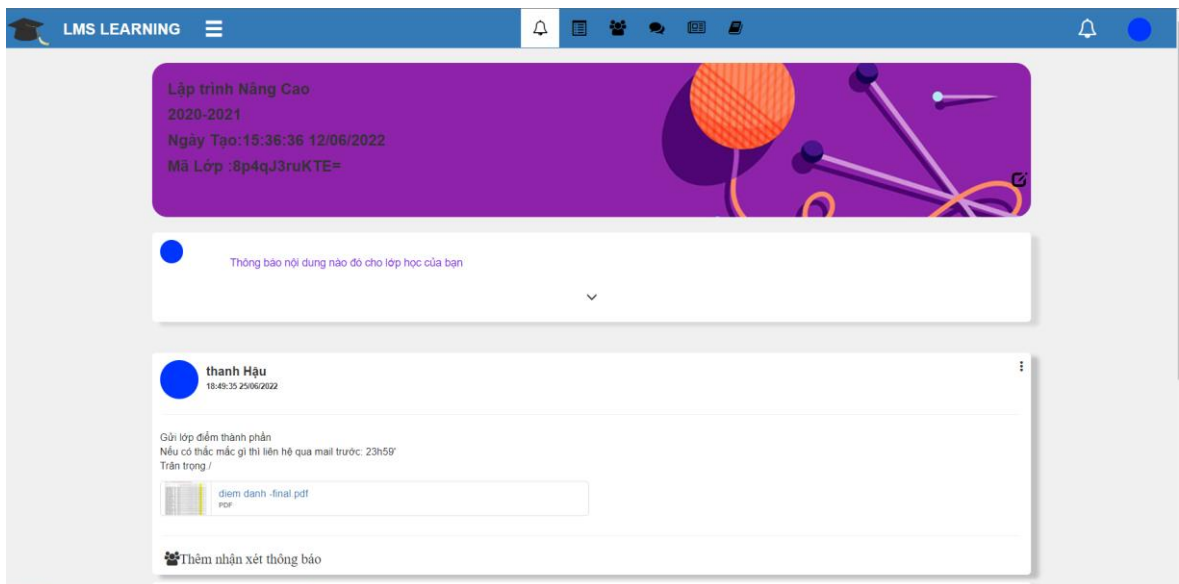 LMS LEARNING
Lập trình Nâng Cao
2020-2021
Ngày Tạo:15:36:36 12/06/2022
Mã Lớp :8p4qJ3ruKTE=
Thông báo nội dung nào đó cho lớp học của bạn
thanh Hậu
18:49:35 25/06/2022
Gửi lớp điểm thành phần
Nếu có thắc mắc gì thì liên hệ qua mail trước: 23h59'
Trân trọng./
diem danh -final.pdf
PDF
Thêm nhận xét thông báo